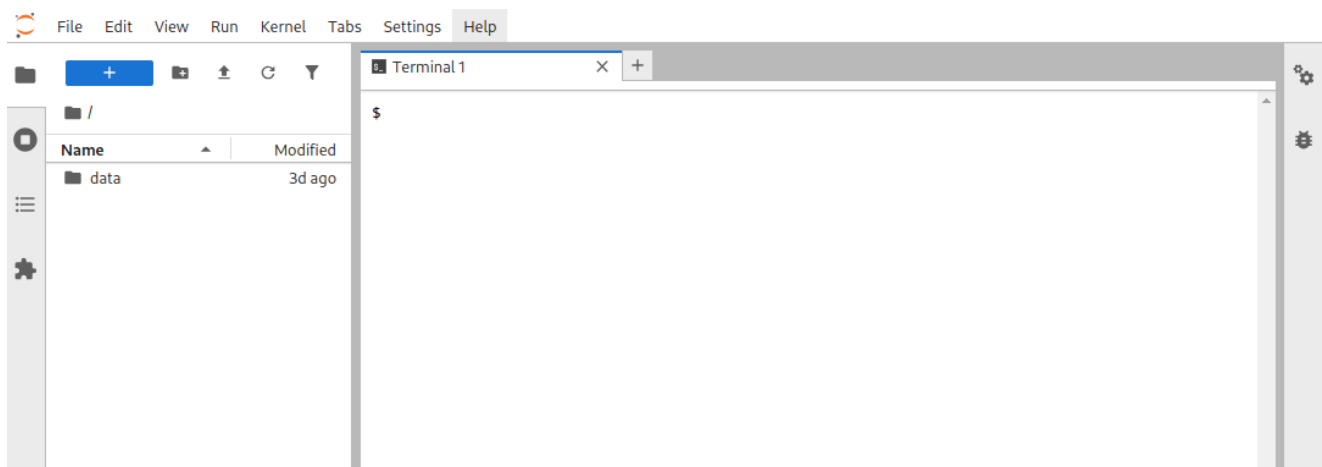 File Edit View Run Kernel Tabs Settings Help
+
/
Name Modified
data 3d ago
$_ Terminal 1 × +
$